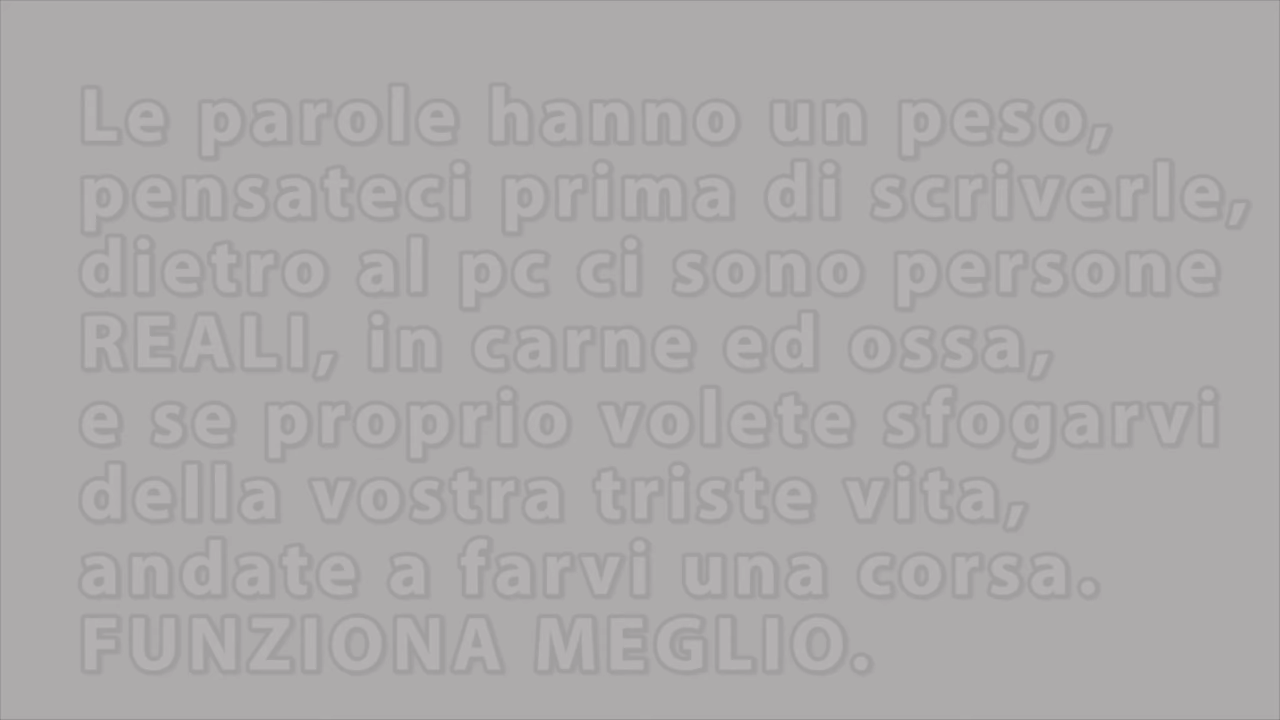 Le parole hanno un peso,
pensateci prima di scriverle,
dietro al pc ci sono persone
REALI, in carne ed ossa,
e se proprio volete sfogarvi
della vostra triste vita,
andate a farvi una corsa.
FUNZIONA MEGLIO.